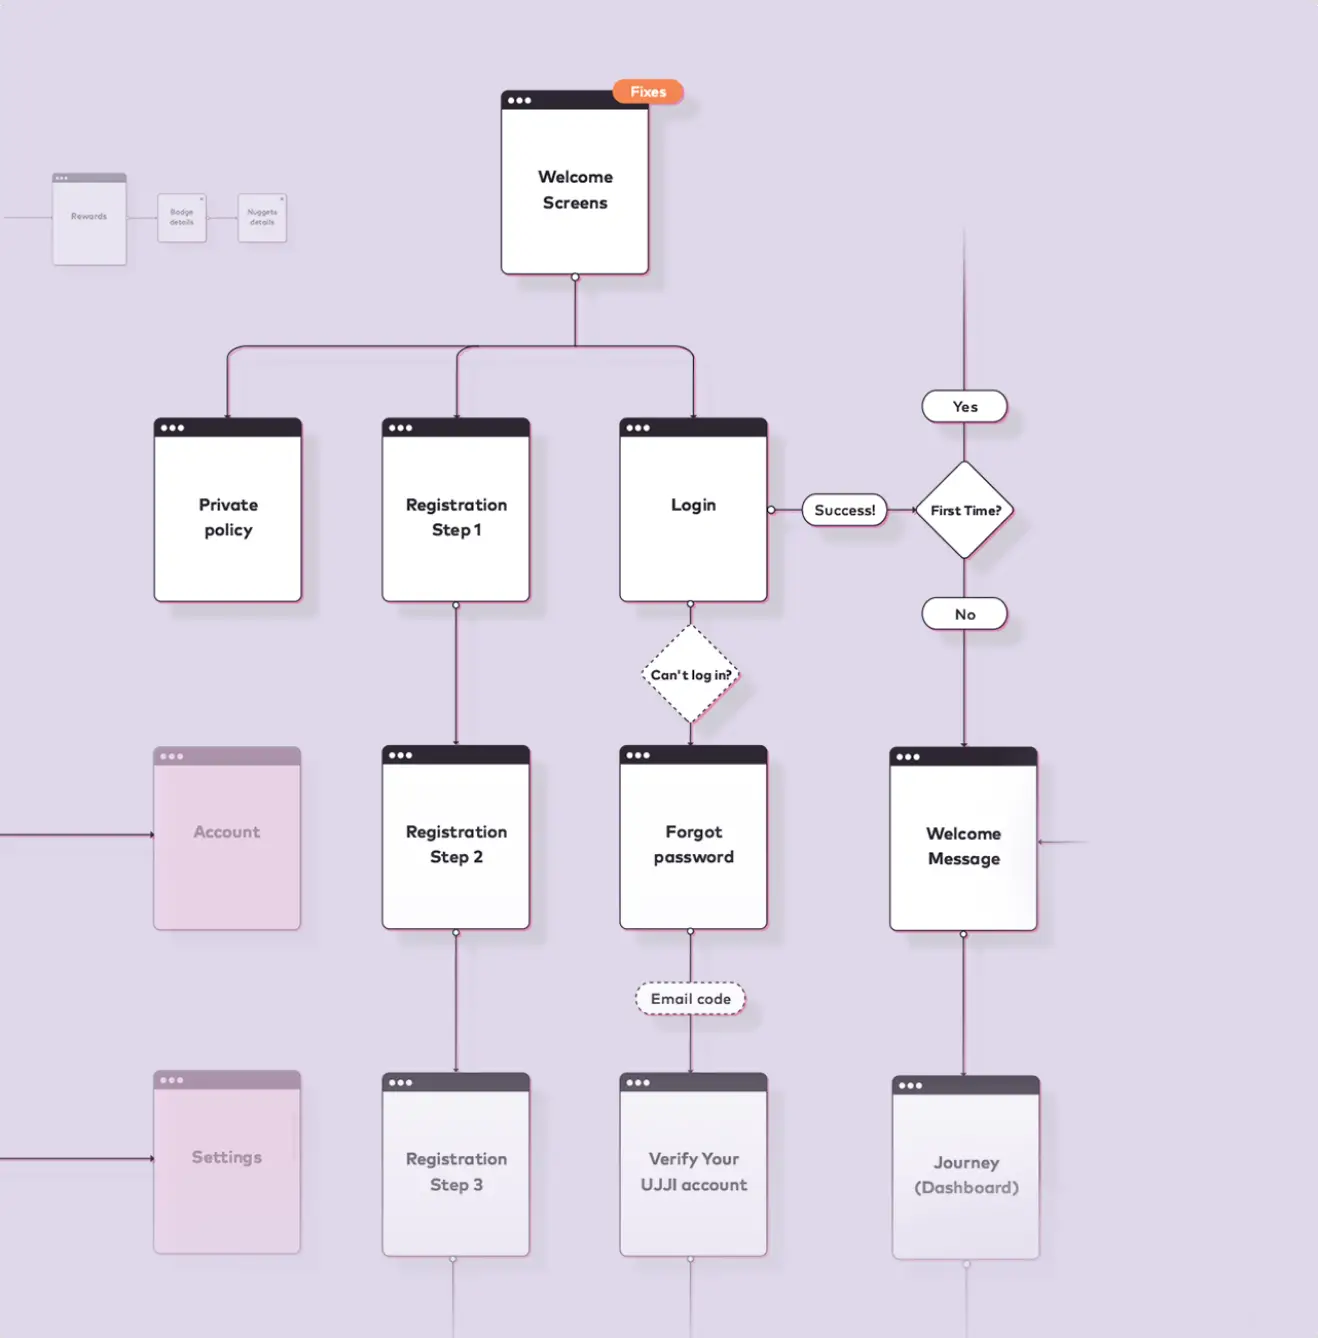 Fixes
Welcome
Screens
Rewards
Badge
details
Nuggets
details
Yes
Private
policy
Registration
Step 1
Login
Success!
First Time?
No
Can't log in?
Account
Registration
Step 2
Forgot
password
Welcome
Message
Email code
Settings
Registration
Step 3
Verify Your
UJJI account
Journey
(Dashboard)